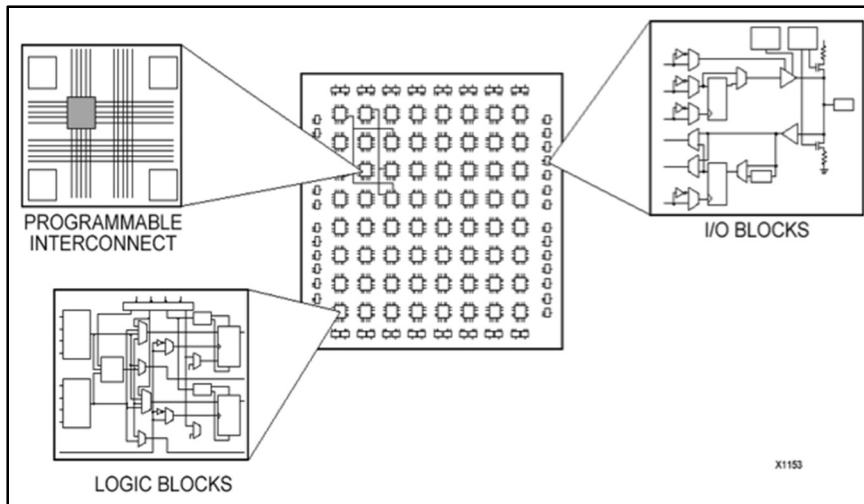 PROGRAMMABLE
INTERCONNECT
I/O BLOCKS
LOGIC BLOCKS
X1153